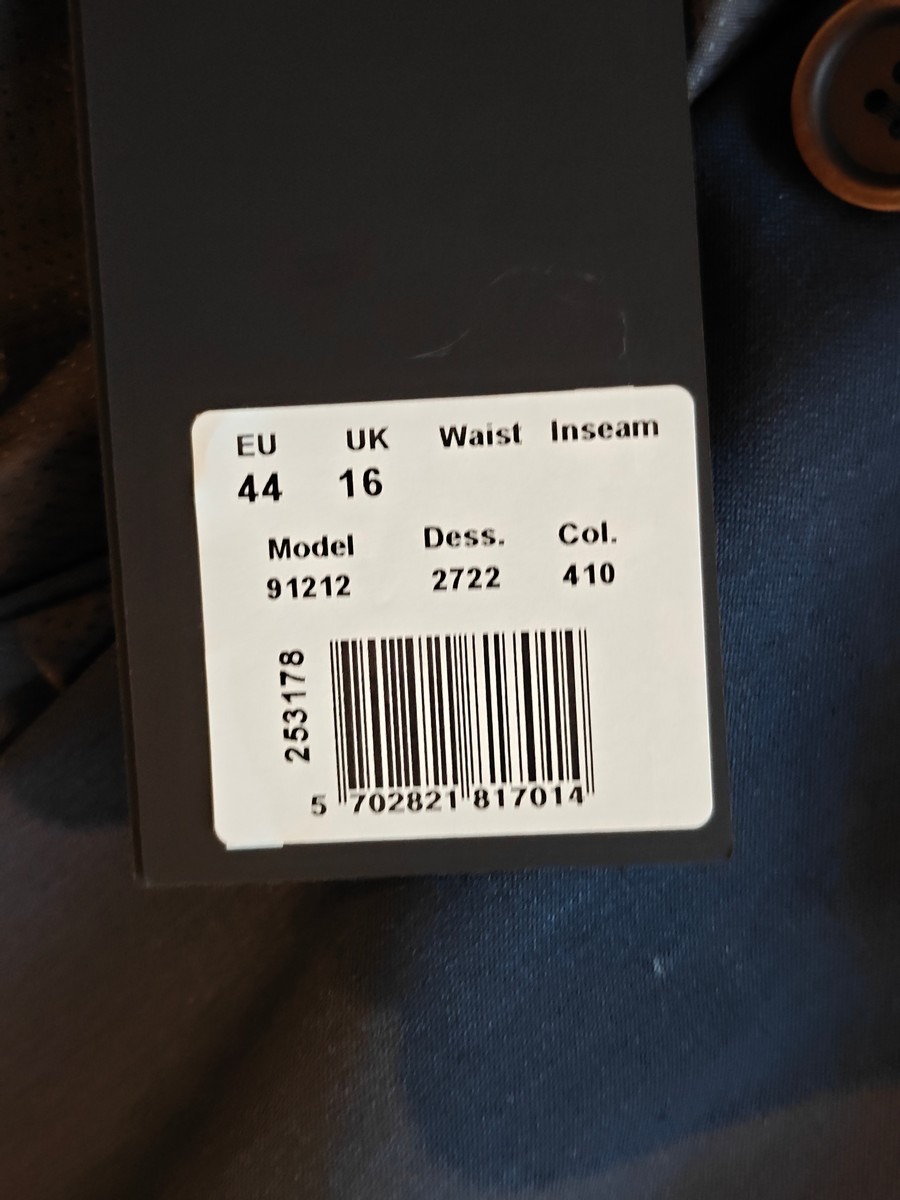 EU UK Waist Inseam
44 16
Model Dess. Col.
91212 2722 410
253178
5 702821 817014